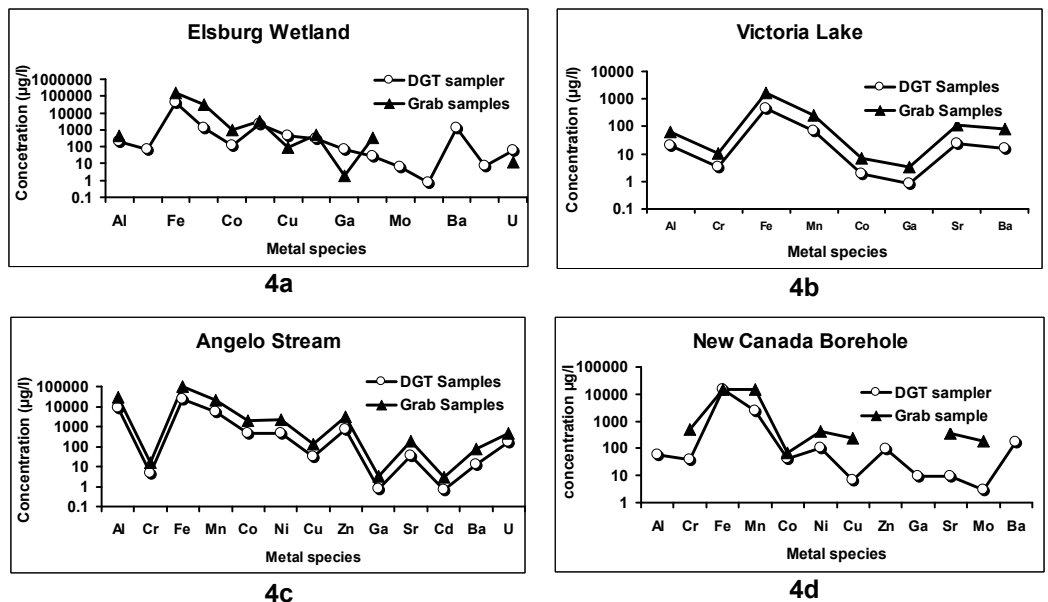 Elsburg Wetland
Concetration (µg/l)
1000000
100000
10000
1000
100
10
1
0.1
DGT sampler
Grab samples
Al Fe Co Cu Ga Mo Ba U
Metal species
4a
Victoria Lake
Concentration (µg/l)
10000
1000
100
10
1
0.1
DGT Samples
Grab Samples
Al Cr Fe Mn Co Ga Sr Ba
Metal species
4b
Angelo Stream
Concentration (µg/l)
100000
10000
1000
100
10
1
0.1
DGT Samples
Grab Samples
Al Cr Fe Mn Co Ni Cu Zn Ga Sr Cd Ba U
Metal species
4c
New Canada Borehole
concentration µg/l
100000
10000
1000
100
10
1
DGT sampler
Grab sample
Al Cr Fe Mn Co Ni Cu Zn Ga Sr Mo Ba
Metal species
4d